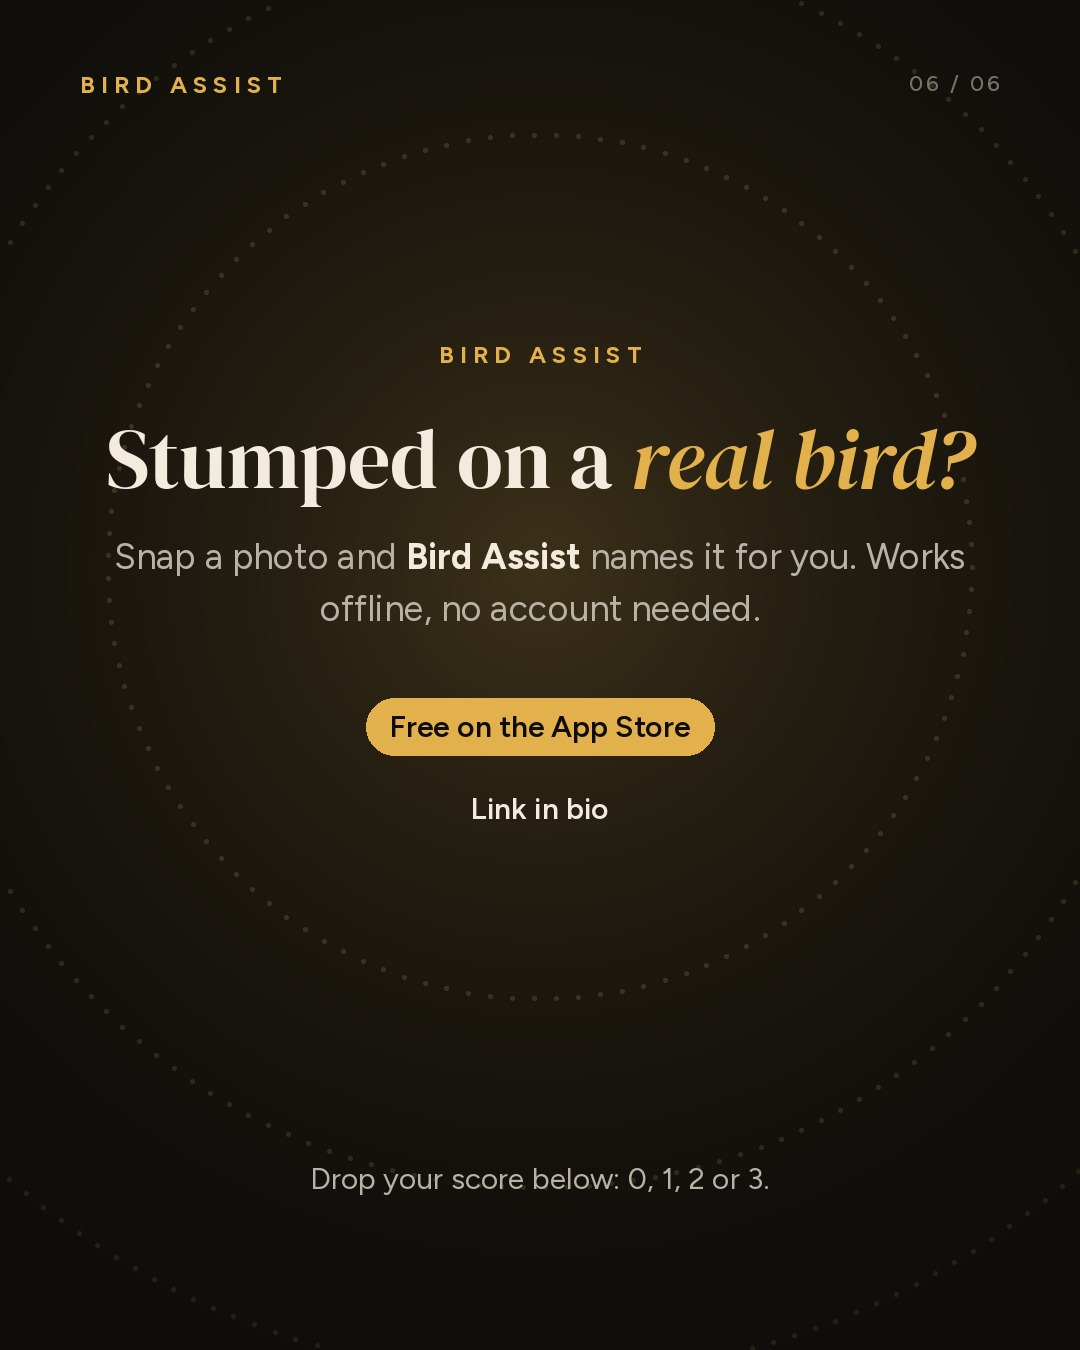 BIRD ASSIST
06 / 06
BIRD ASSIST
Stumped on a real bird?
Snap a photo and Bird Assist names it for you. Works
offline, no account needed.
Free on the App Store
Link in bio
Drop your score below: 0, 1, 2 or 3.